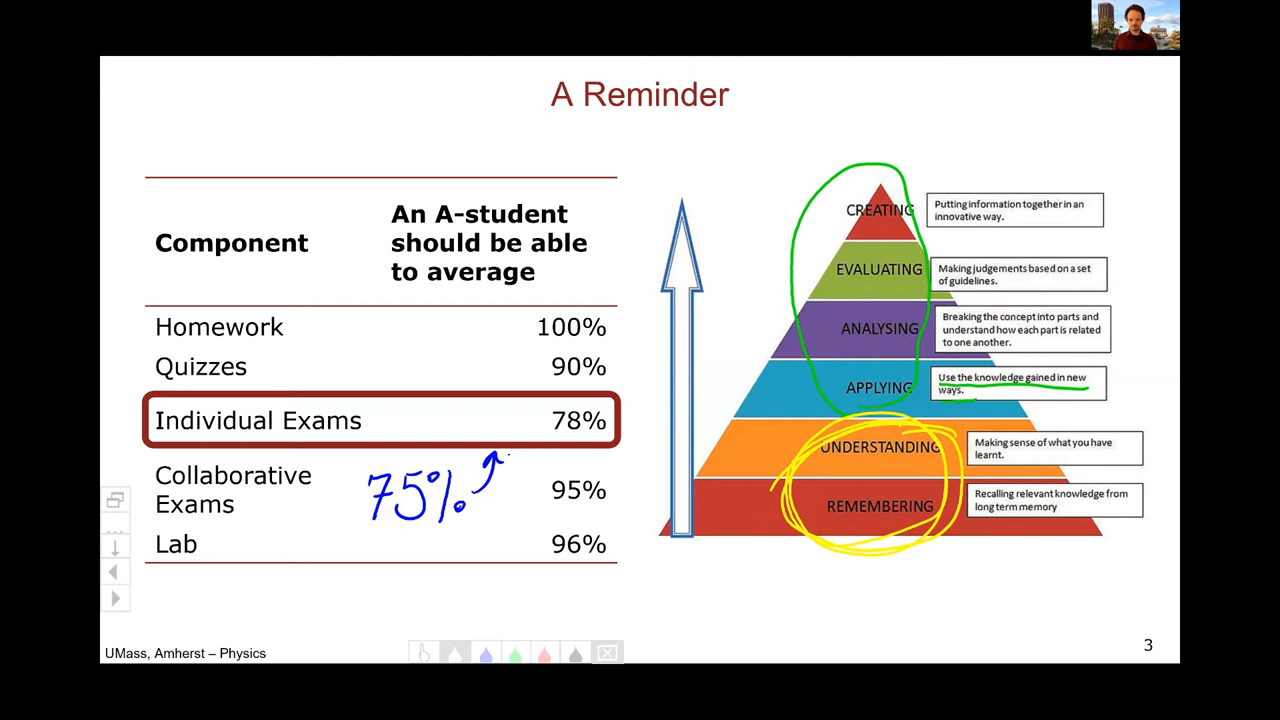 A Reminder
Component
An A-student
should be able
to average
Homework 100%
Quizzes 90%
Individual Exams 78%
75%
Collaborative
Exams 95%
Lab 96%
CREATING
Putting information together in an
innovative way.
EVALUATING
Making judgements based on a set
of guidelines.
ANALYSING
Breaking the concept into parts and
understand how each part is related
to one another.
APPLYING
Use the knowledge gained in new
ways.
UNDERSTANDING
Making sense of what you have
learnt.
REMEMBERING
Recalling relevant knowledge from
long term memory
UMass, Amherst – Physics
3